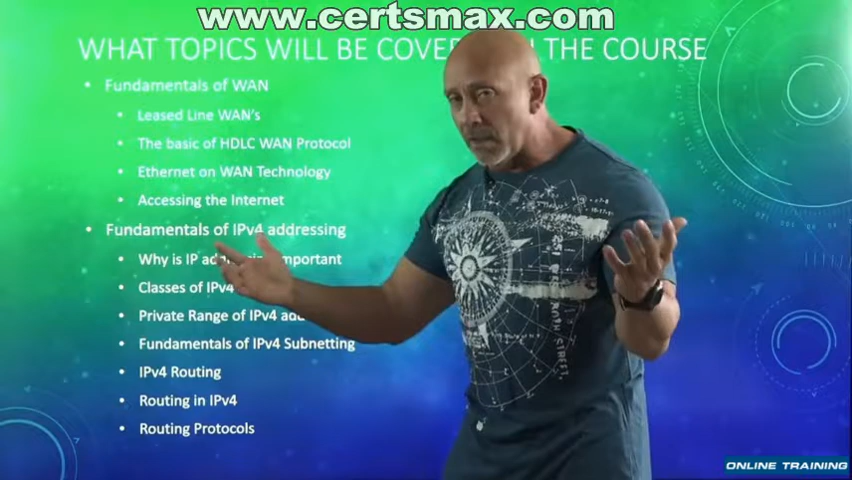 www.certsmax.com
WHAT TOPICS WILL BE COVE THE COURSE
Fundamentals of WAN
Leased Line WAN's
The basic of HDLC WAN Protocol
Ethernet on WAN Technology
Accessing the Internet
Fundamentals of IPv4 addressing
Why is IP important
Classes of IPv4
Private Range of IPv4
Fundamentals of IPv4 Subnetting
IPv4 Routing
Routing in IPv4
Routing Protocols
ONLINE TRAINING